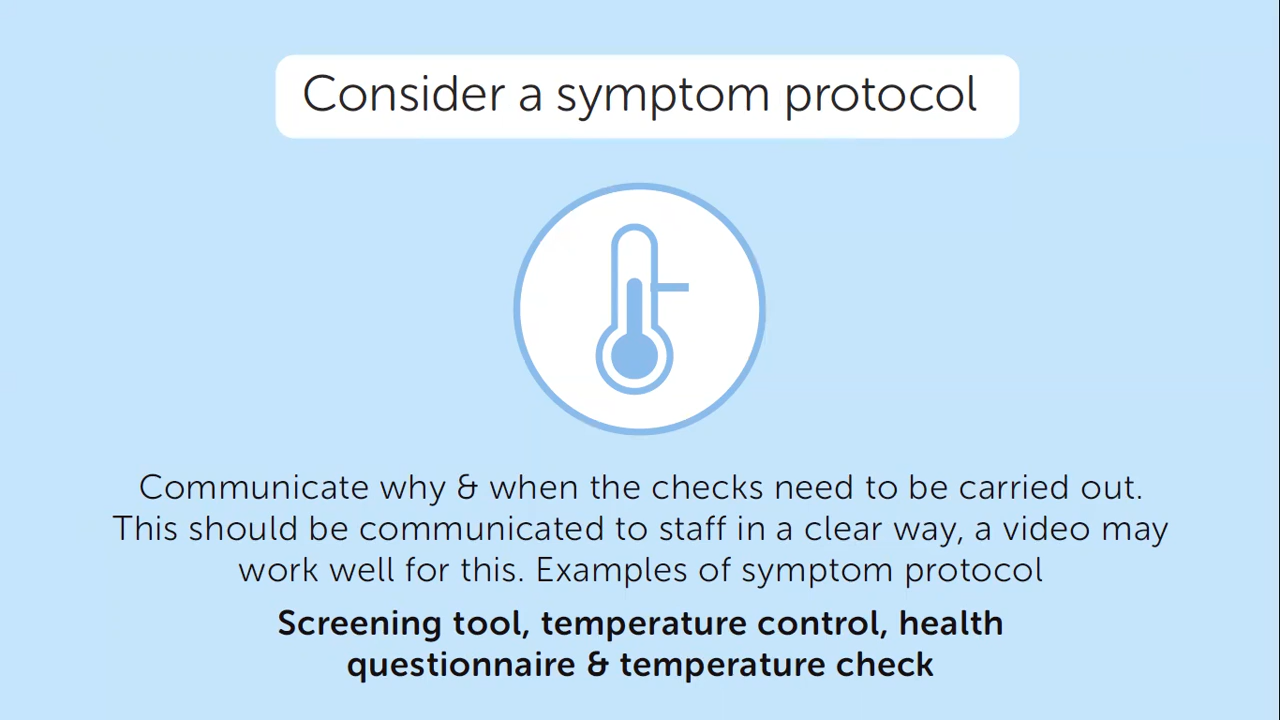 Consider a symptom protocol
Communicate why & when the checks need to be carried out.
This should be communicated to staff in a clear way, a video may
work well for this. Examples of symptom protocol
Screening tool, temperature control, health
questionnaire & temperature check